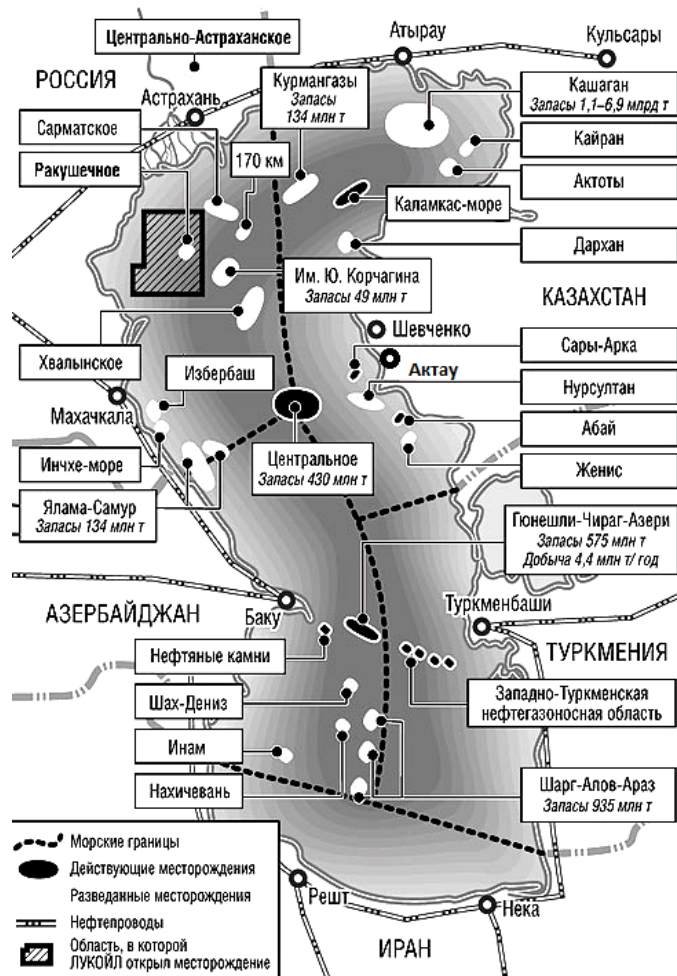 Центрально-Астраханское
Атырау
Кульсары
РОССИЯ
Астрахань
Курмангазы
Запасы
134 млн т
Кашаган
Запасы 1,1–6,9 млрд т
Сарматское
Кайран
Ракушечное
170 км
Актоты
Каламкас-море
Дархан
Им. Ю. Корчагина
Запасы 49 млн т
КАЗАХСТАН
Шевченко
Сары-Арка
Хвалынское
Избербаш
Актау
Нурсултан
Махачкала
Абай
Инчхе-море
Центральное
Запасы 430 млн т
Женис
Ялама-Самур
Запасы 134 млн т
Гюнешли-Чираг-Азери
Запасы 575 млн т
Добыча 4,4 млн т/ год
АЗЕРБАЙДЖАН
Баку
Туркменбаши
Нефтяные камни
ТУРКМЕНИЯ
Шах-Дениз
Западно-Туркменская
нефтегазоносная область
Инам
Нахичевань
Шарг-Алов-Араз
Запасы 935 млн т
Морские границы
Действующие месторождения
Разведанные месторождения
Нефтепроводы
Область, в которой
ЛУКОЙЛ открыл месторождение
Решт
Нека
ИРАН